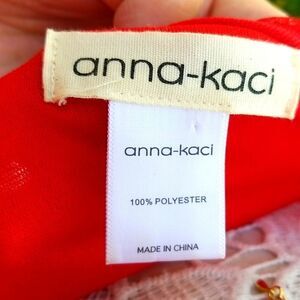 anna-kaci
anna-kaci
100% POLYESTER
MADE IN CHINA